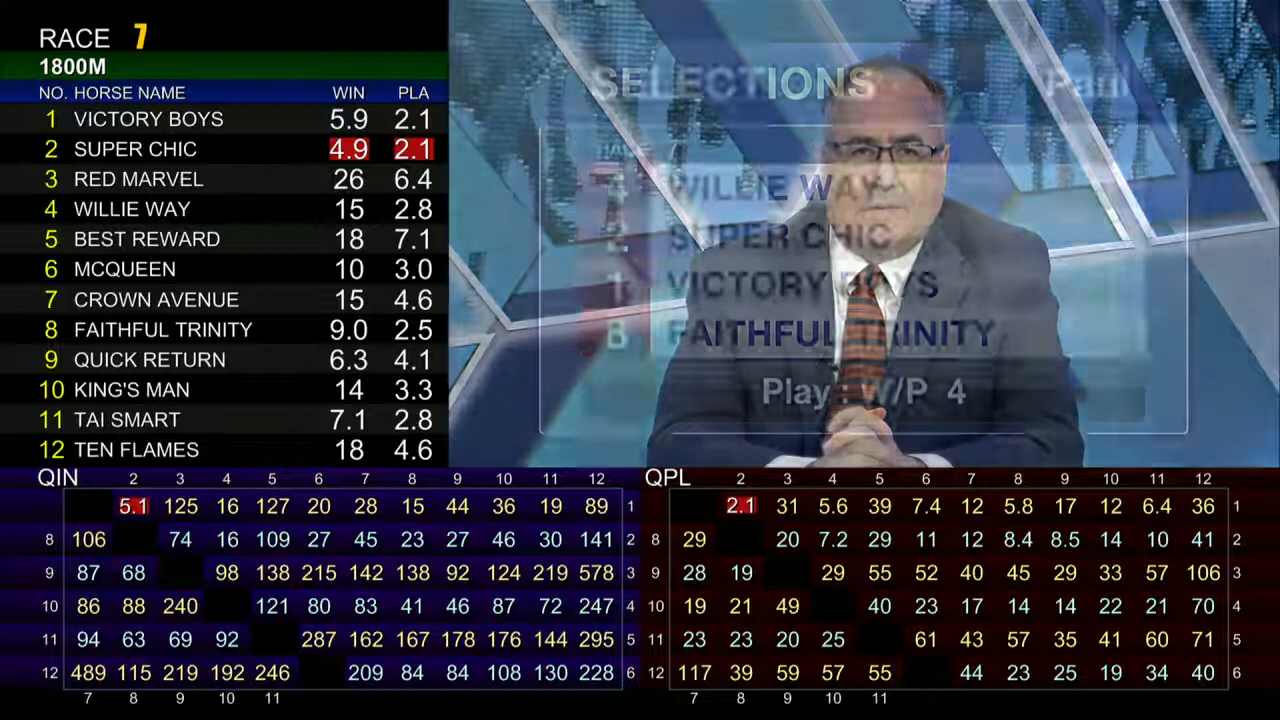 RACE 7
1800M
NO. HORSE NAME WIN PLA
1 VICTORY BOYS 5.9 2.1
2 SUPER CHIC 4.9 2.1
3 RED MARVEL 26 6.4
4 WILLIE WAY 15 2.8
5 BEST REWARD 18 7.1
6 MCQUEEN 10 3.0
7 CROWN AVENUE 15 4.6
8 FAITHFUL TRINITY 9.0 2.5
9 QUICK RETURN 6.3 4.1
10 KING'S MAN 14 3.3
11 TAI SMART 7.1 2.8
12 TEN FLAMES 18 4.6
SELECTIONS Paul
WILLIE WAY
SUPER CHIC
1 VICTORY BOYS
8 FAITHFUL TRINITY
Play : W/P 4
QIN 2 3 4 5 6 7 8 9 10 11 12
5.1 125 16 127 20 28 15 44 36 19 89 1
8 106 74 16 109 27 45 23 27 46 30 141 2
9 87 68 98 138 215 142 138 92 124 219 578 3
10 86 88 240 121 80 83 41 46 87 72 247 4
11 94 63 69 92 287 162 167 178 176 144 295 5
12 489 115 219 192 246 209 84 84 108 130 228 6
7 8 9 10 11
QPL 2 3 4 5 6 7 8 9 10 11 12
2.1 31 5.6 39 7.4 12 5.8 17 12 6.4 36 1
8 29 20 7.2 29 11 12 8.4 8.5 14 10 41 2
9 28 19 29 55 52 40 45 29 33 57 106 3
10 19 21 49 40 23 17 14 14 22 21 70 4
11 23 23 20 25 61 43 57 35 41 60 71 5
12 117 39 59 57 55 44 23 25 19 34 40 6
7 8 9 10 11